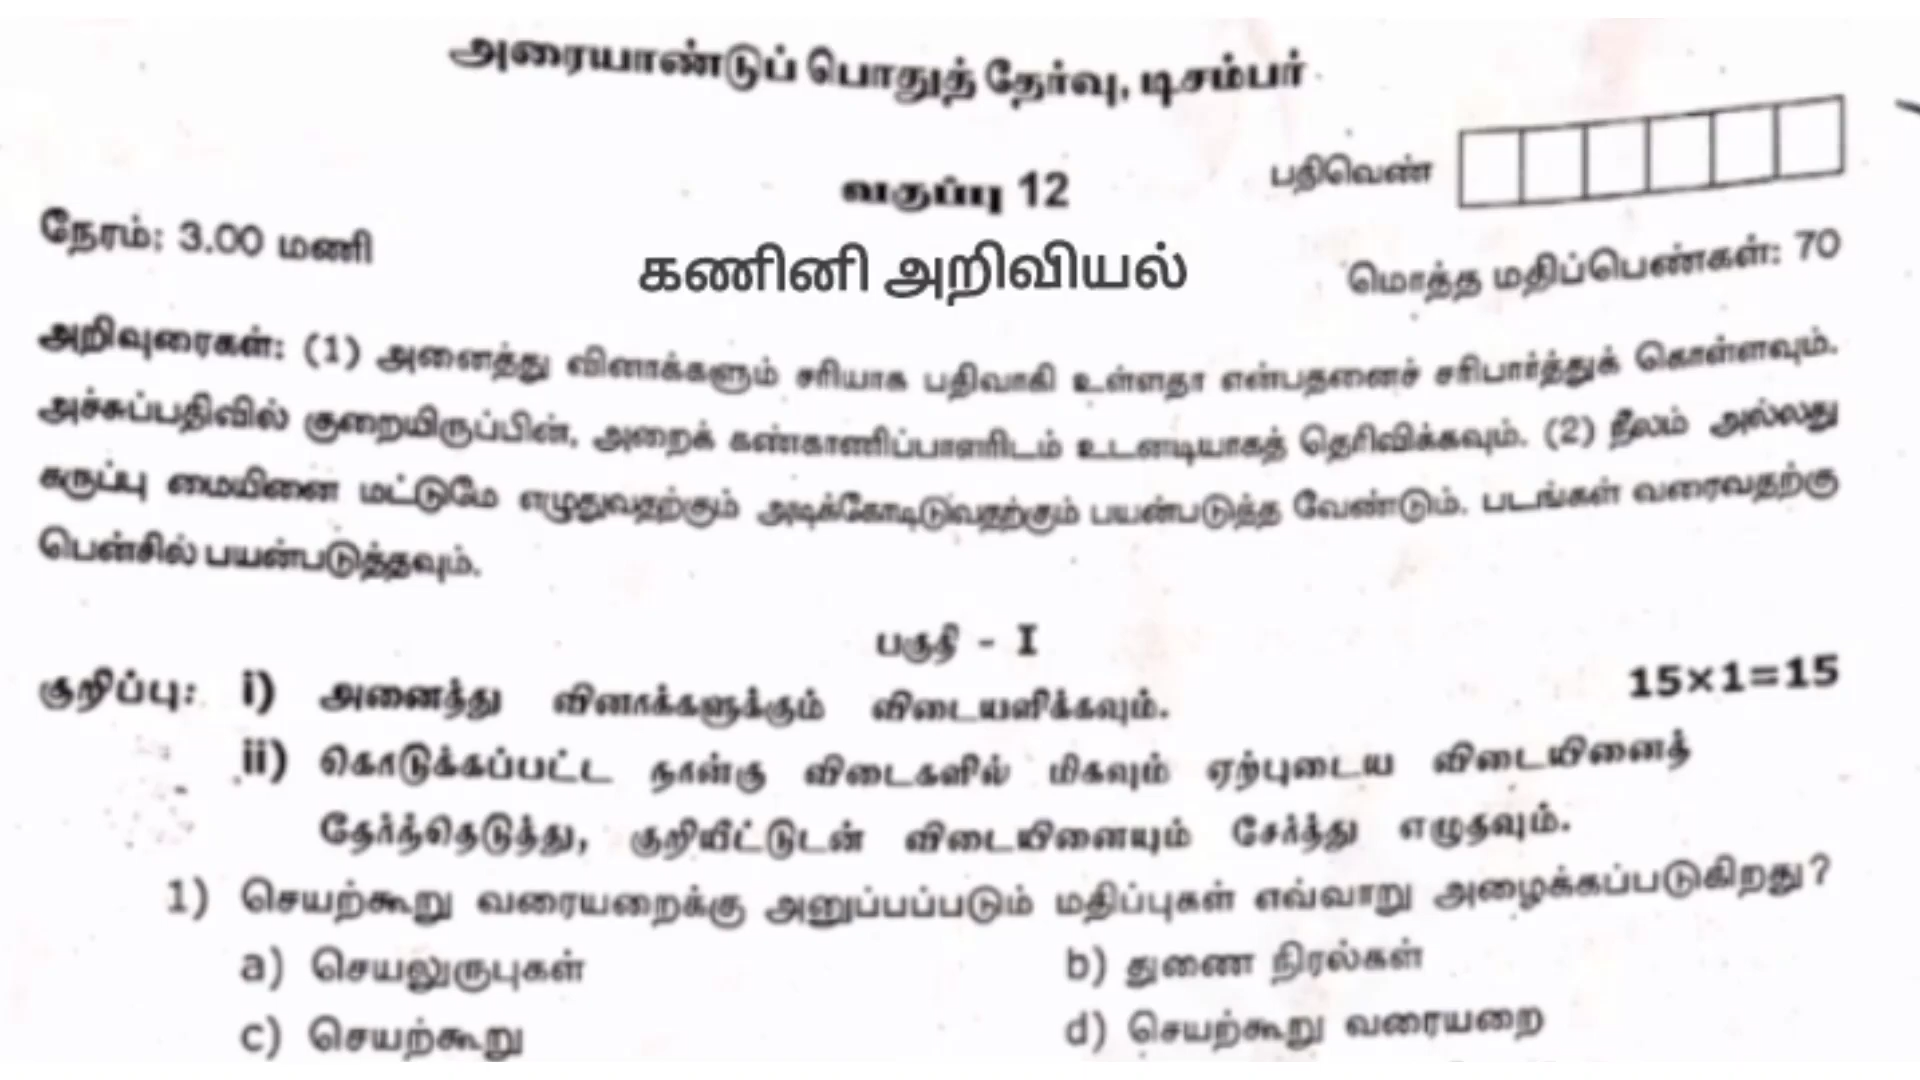 அரையாண்டுப் பொதுத் தேர்வு, டிசம்பர்
வகுப்பு 12
பதிவெண்
நேரம்: 3.00 மணி
கணினி அறிவியல்
மொத்த மதிப்பெண்கள்: 70
அறிவுரைகள்: (1) அனைத்து வினாக்களும் சரியாக பதிவாகி உள்ளதா என்பதனைச் சரிபார்த்துக் கொள்ளவும்.
அச்சுப்பதிவில் குறையிருப்பின், அறைக் கண்காணிப்பாளரிடம் உடனடியாகத் தெரிவிக்கவும். (2) நீலம் அல்லது
கருப்பு மையினை மட்டுமே எழுதுவதற்கும் அடிக்கோடிடுவதற்கும் பயன்படுத்த வேண்டும். படங்கள் வரைவதற்கு
பென்சில் பயன்படுத்தவும்.
பகுதி - I
குறிப்பு: i) அனைத்து வினாக்களுக்கும் விடையளிக்கவும். 15×1=15
ii) கொடுக்கப்பட்ட நான்கு விடைகளில் மிகவும் ஏற்புடைய விடையினைத்
தேர்ந்தெடுத்து, குறியீட்டுடன் விடையினையும் சேர்த்து எழுதவும்.
1) செயற்கூறு வரையறைக்கு அனுப்பப்படும் மதிப்புகள் எவ்வாறு அழைக்கப்படுகிறது?
a) செயலுருபுகள் b) துணை நிரல்கள்
c) செயற்கூறு d) செயற்கூறு வரையறை